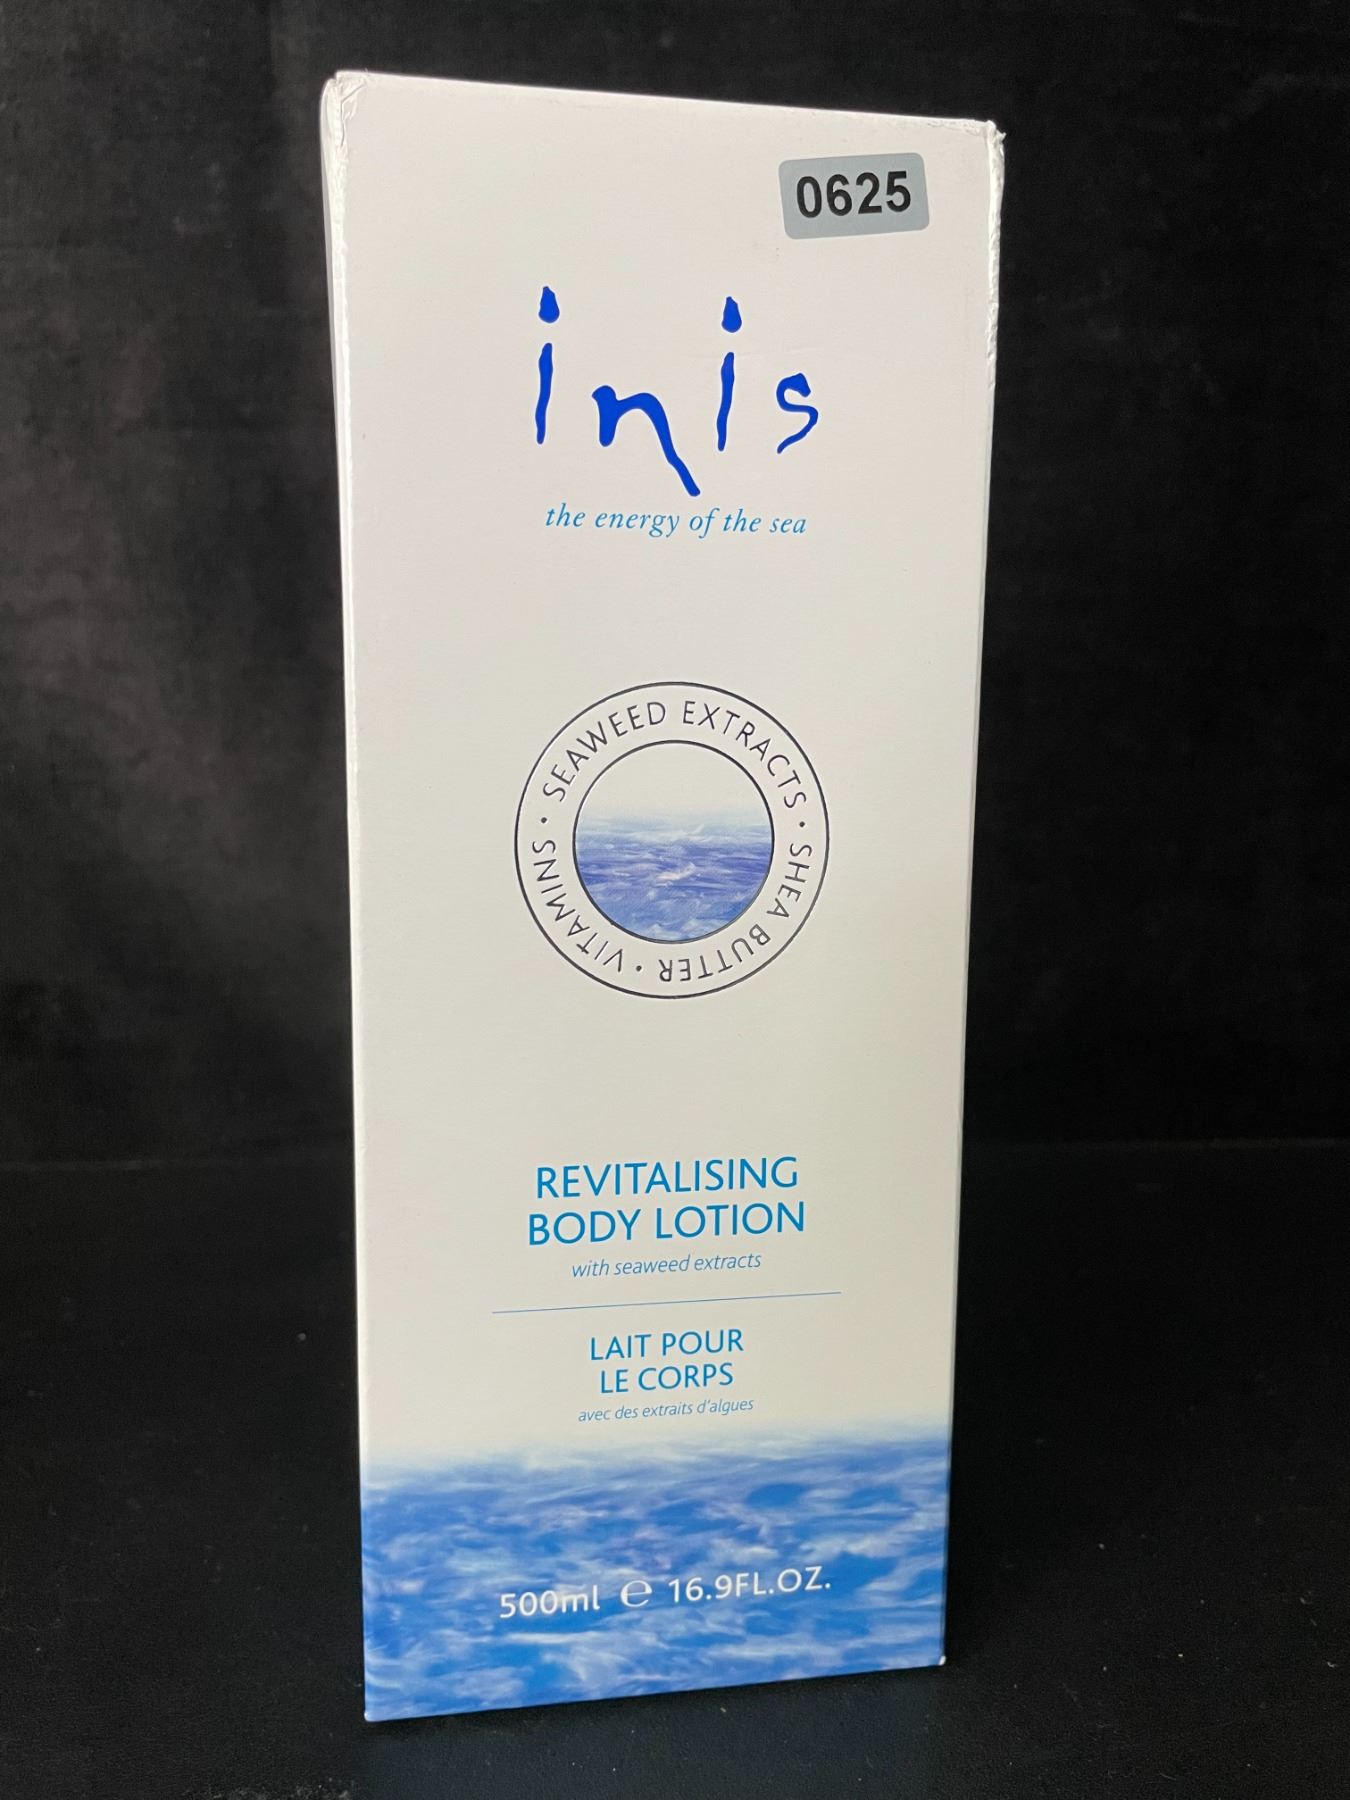 0625
inis
the energy of the sea
SEAWEED EXTRACTS · SHEA BUTTER · VITAMINS ·
REVITALISING
BODY LOTION
with seaweed extracts
LAIT POUR
LE CORPS
avec des extraits d'algues
500ml ℮ 16.9FL.OZ.